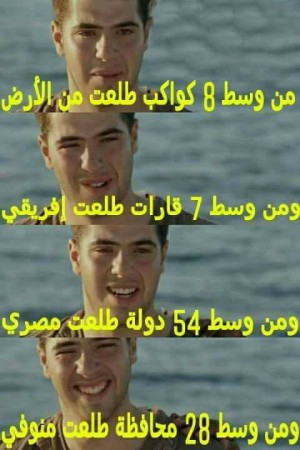 من وسط 8 كواكب طلعت من الأرض
ومن وسط 7 قارات طلعت إفريقي
ومن وسط 54 دولة طلعت مصري
ومن وسط 28 محافظة طلعت منوفي